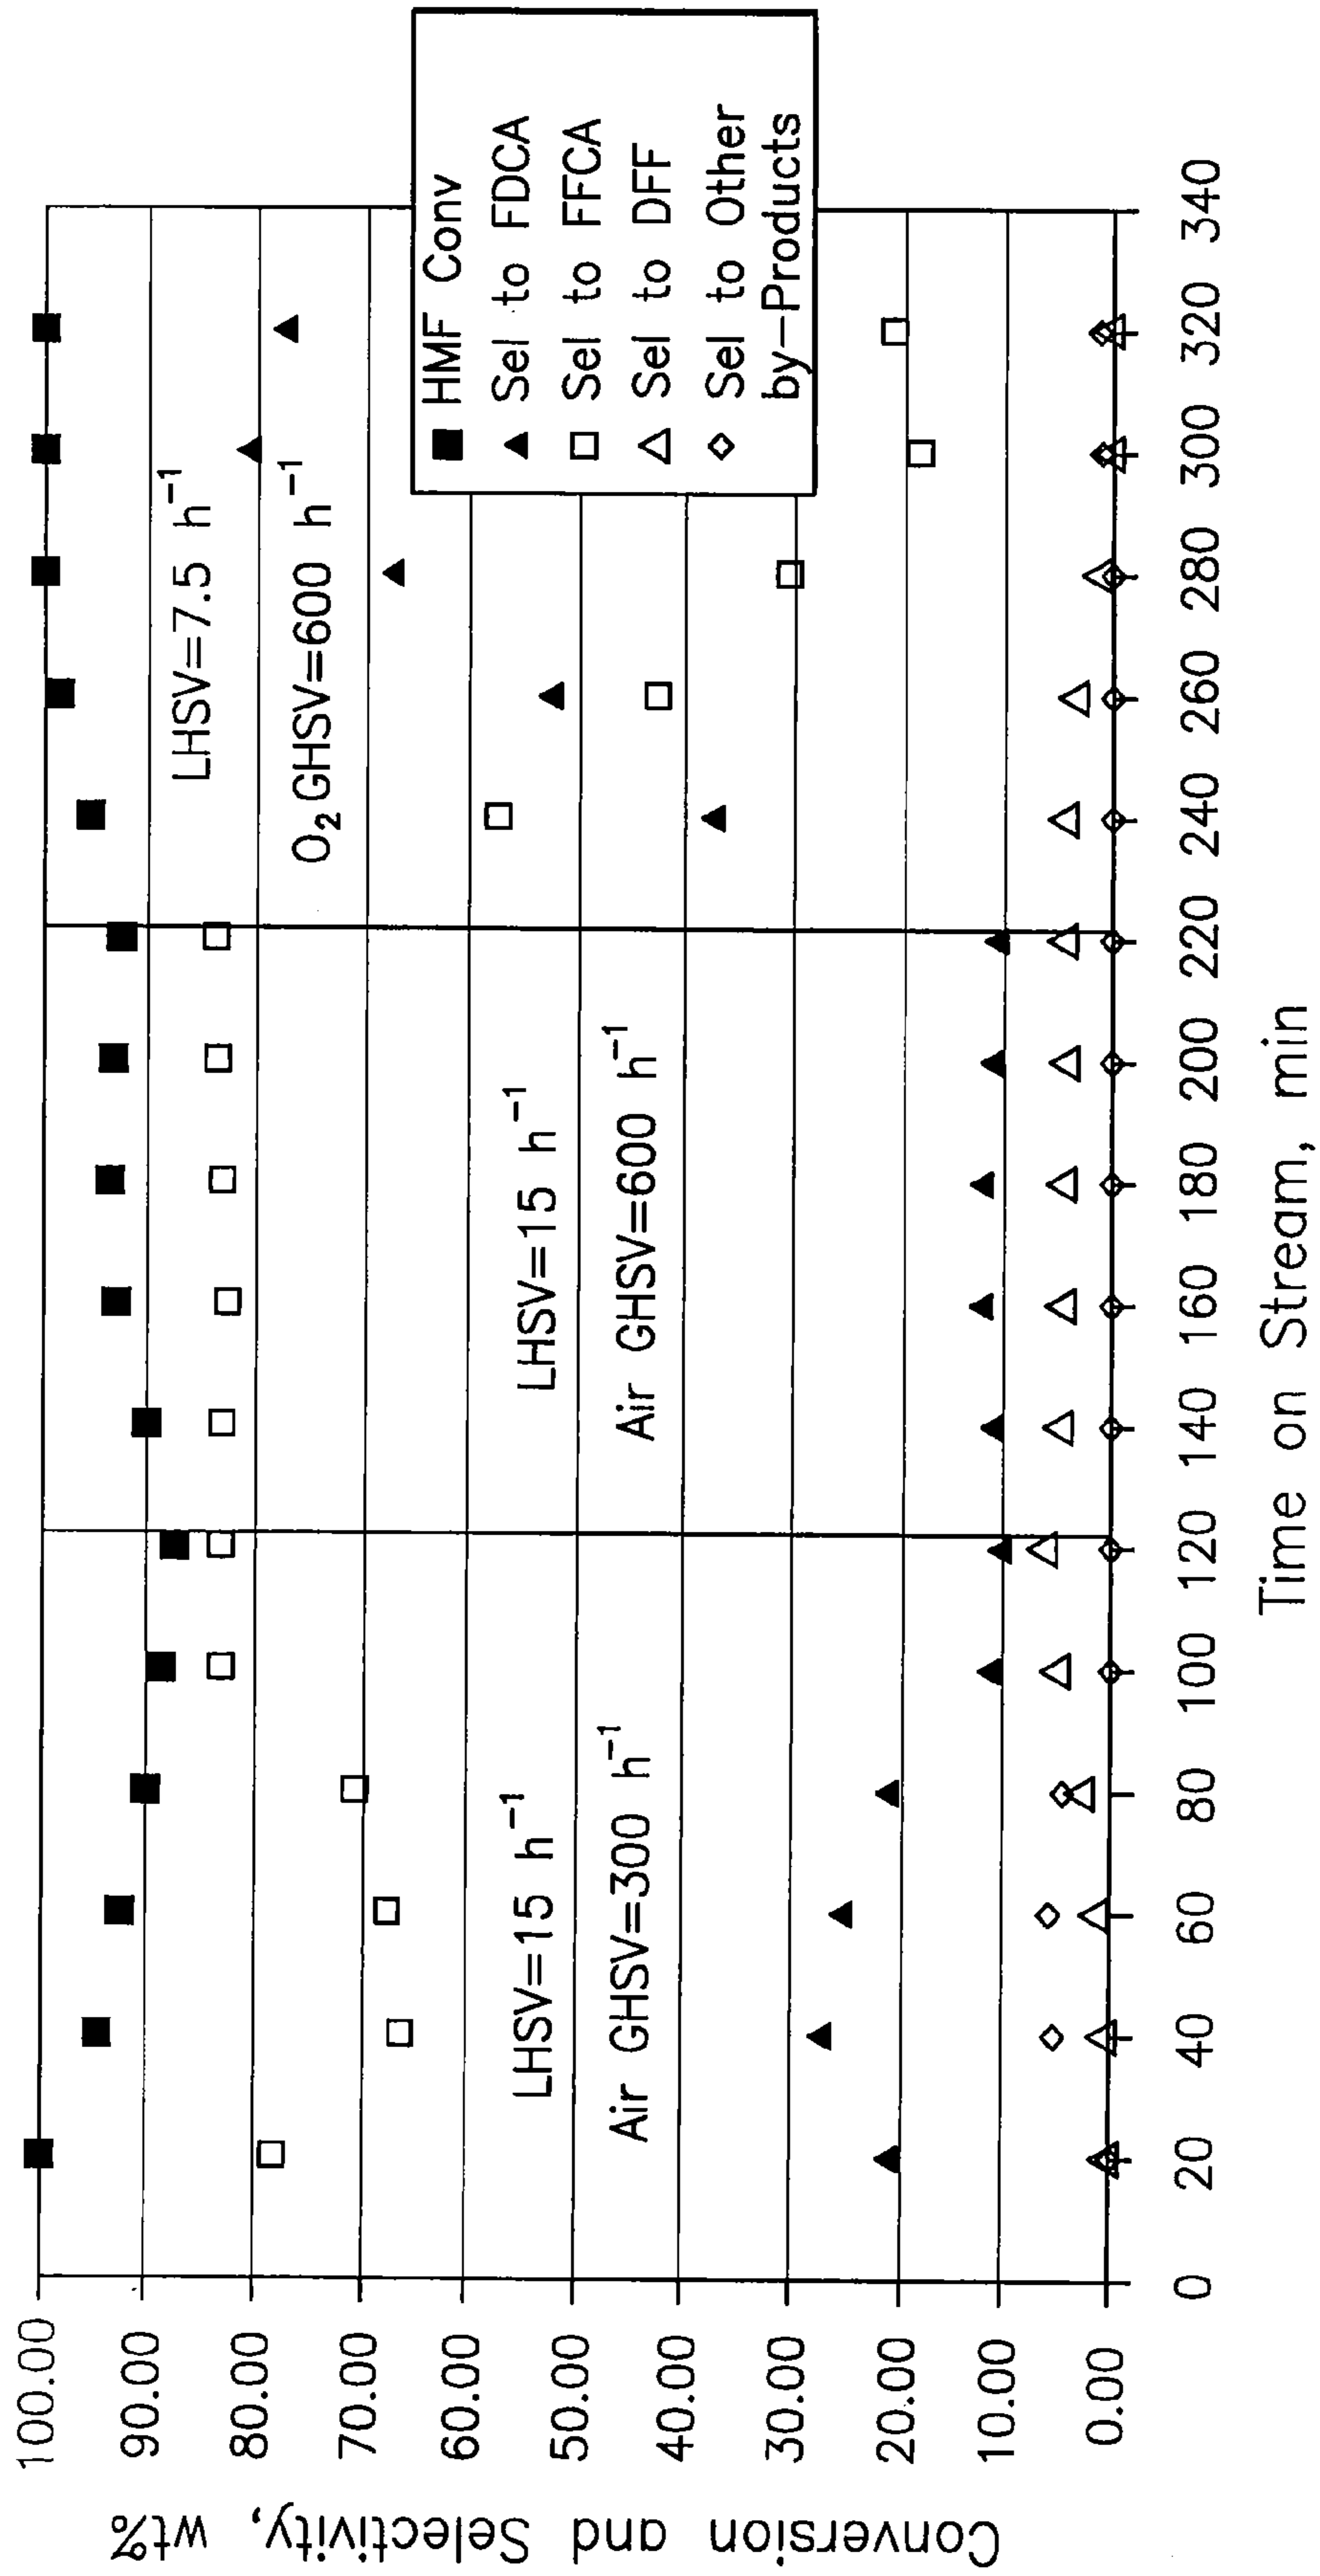 100.00
90.00
80.00
70.00
60.00
50.00
40.00
30.00
20.00
10.00
0.00
Conversion and Selectivity, wt%
LHSV=15 h⁻¹
Air GHSV=300 h⁻¹
LHSV=15 h⁻¹
Air GHSV=600 h⁻¹
LHSV=7.5 h⁻¹
O₂ GHSV=600 h⁻¹
■ HMF Conv
▲ Sel to FDCA
□ Sel to FFCA
△ Sel to DFF
◇ Sel to Other
by-Products
0 20 40 60 80 100 120 140 160 180 200 220 240 260 280 300 320 340
Time on Stream, min